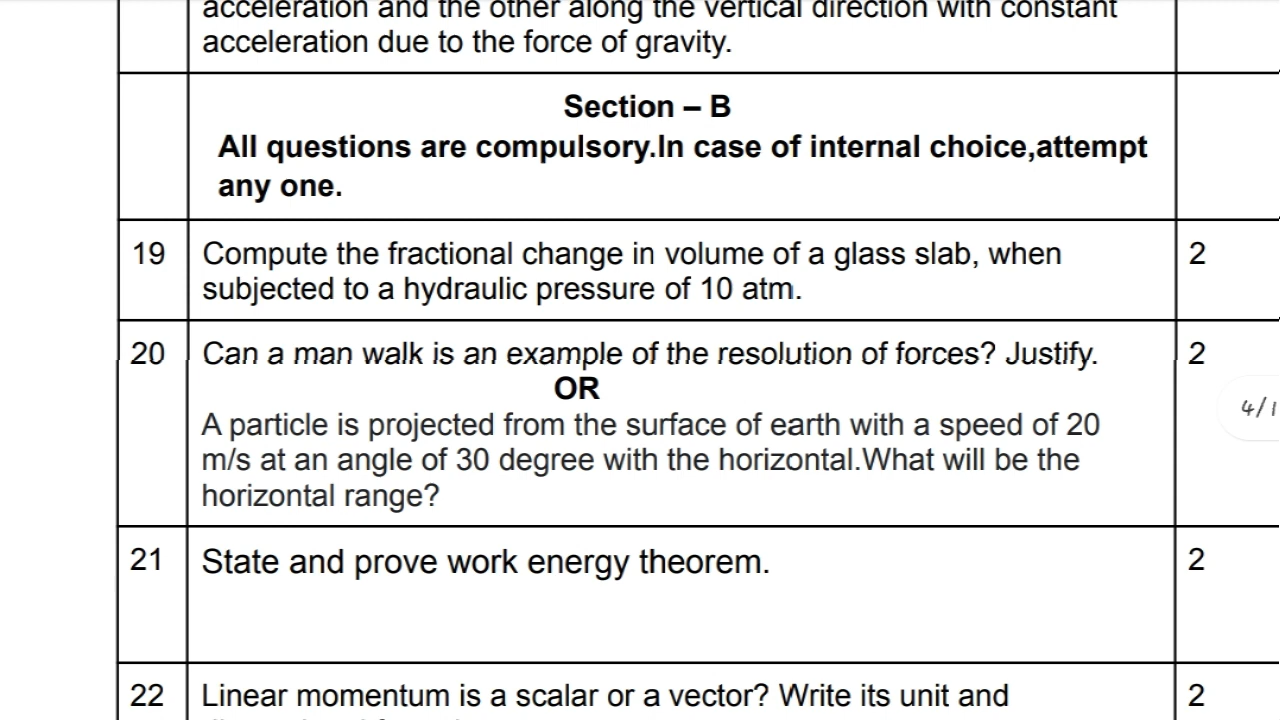 acceleration and the other along the vertical direction with constant
acceleration due to the force of gravity.
Section – B
All questions are compulsory.In case of internal choice,attempt
any one.
19 Compute the fractional change in volume of a glass slab, when 2
subjected to a hydraulic pressure of 10 atm.
20 Can a man walk is an example of the resolution of forces? Justify. 2
OR
4/1
A particle is projected from the surface of earth with a speed of 20
m/s at an angle of 30 degree with the horizontal.What will be the
horizontal range?
21 State and prove work energy theorem. 2
22 Linear momentum is a scalar or a vector? Write its unit and 2